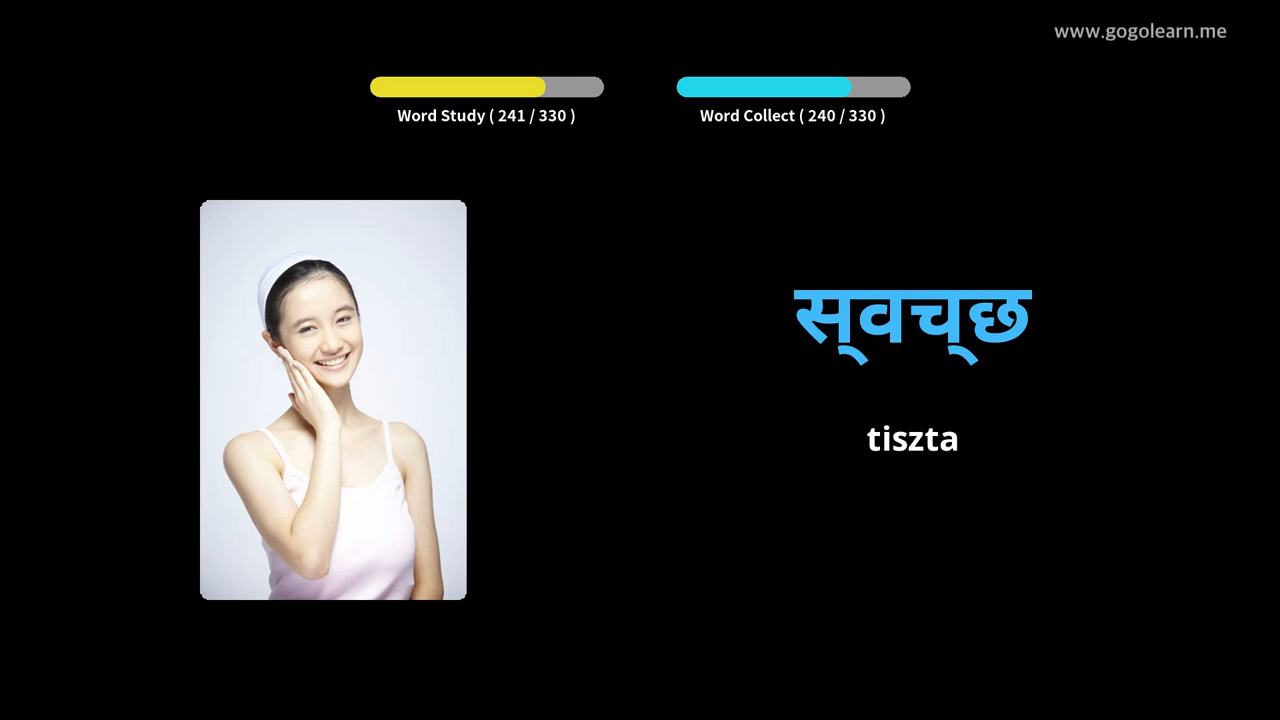 www.gogolearn.me
Word Study ( 241 / 330 )
Word Collect ( 240 / 330 )
स्‌वच्‌छ
tiszta